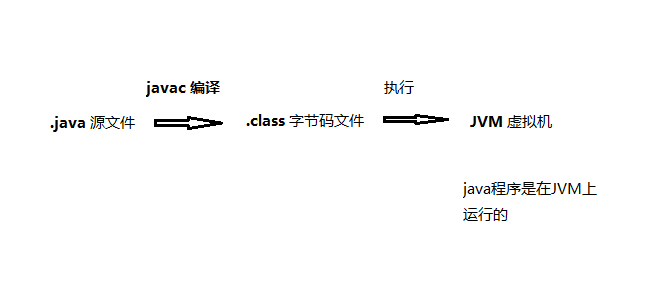 javac 编译
执行
.java 源文件
.class 字节码文件
JVM 虚拟机
java程序是在JVM上
运行的